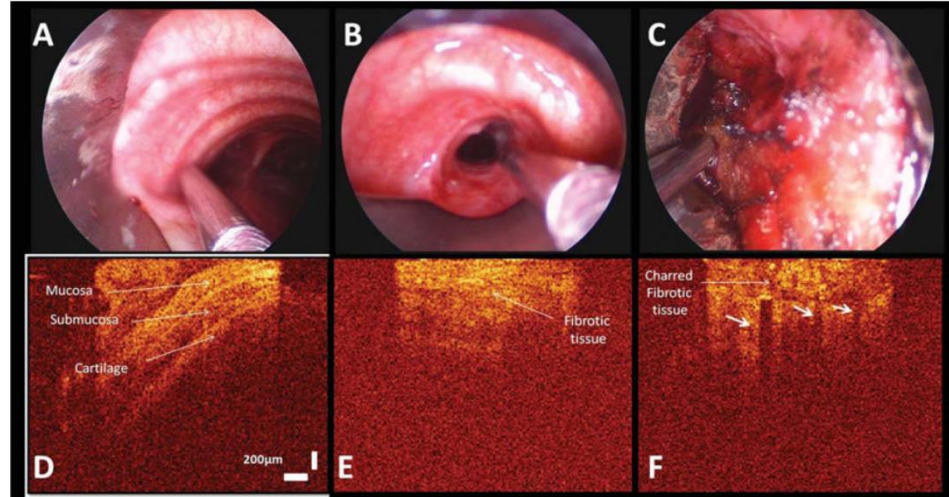 A
B
C
Mucosa
Submucosa
Cartilage
200μm
D
Fibrotic
tissue
E
Charred
Fibrotic
tissue
F